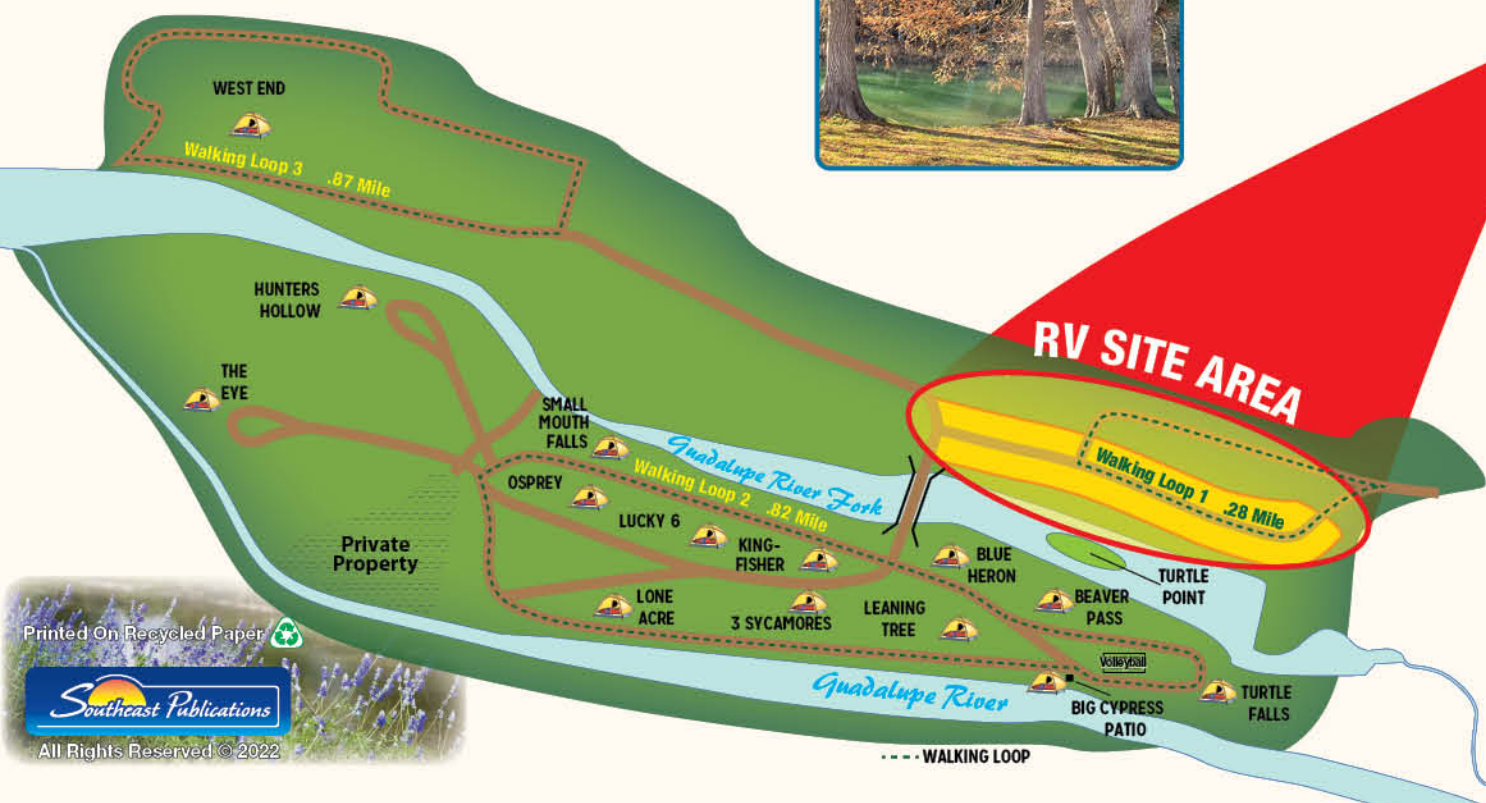 WEST END
Walking Loop 3 .87 Mile
HUNTERS
HOLLOW
THE
EYE
SMALL
MOUTH
FALLS
Guadalupe River Fork
RV SITE AREA
Walking Loop 1 .28 Mile
OSPREY
Walking Loop 2 .82 Mile
LUCKY 6
KING-
FISHER
Private
Property
BLUE
HERON
TURTLE
POINT
LONE
ACRE
3 SYCAMORES
LEANING
TREE
BEAVER
PASS
Volleyball
Guadalupe River
BIG CYPRESS
PATIO
TURTLE
FALLS
WALKING LOOP
Printed On Recycled Paper
Southeast Publications
All Rights Reserved © 2022